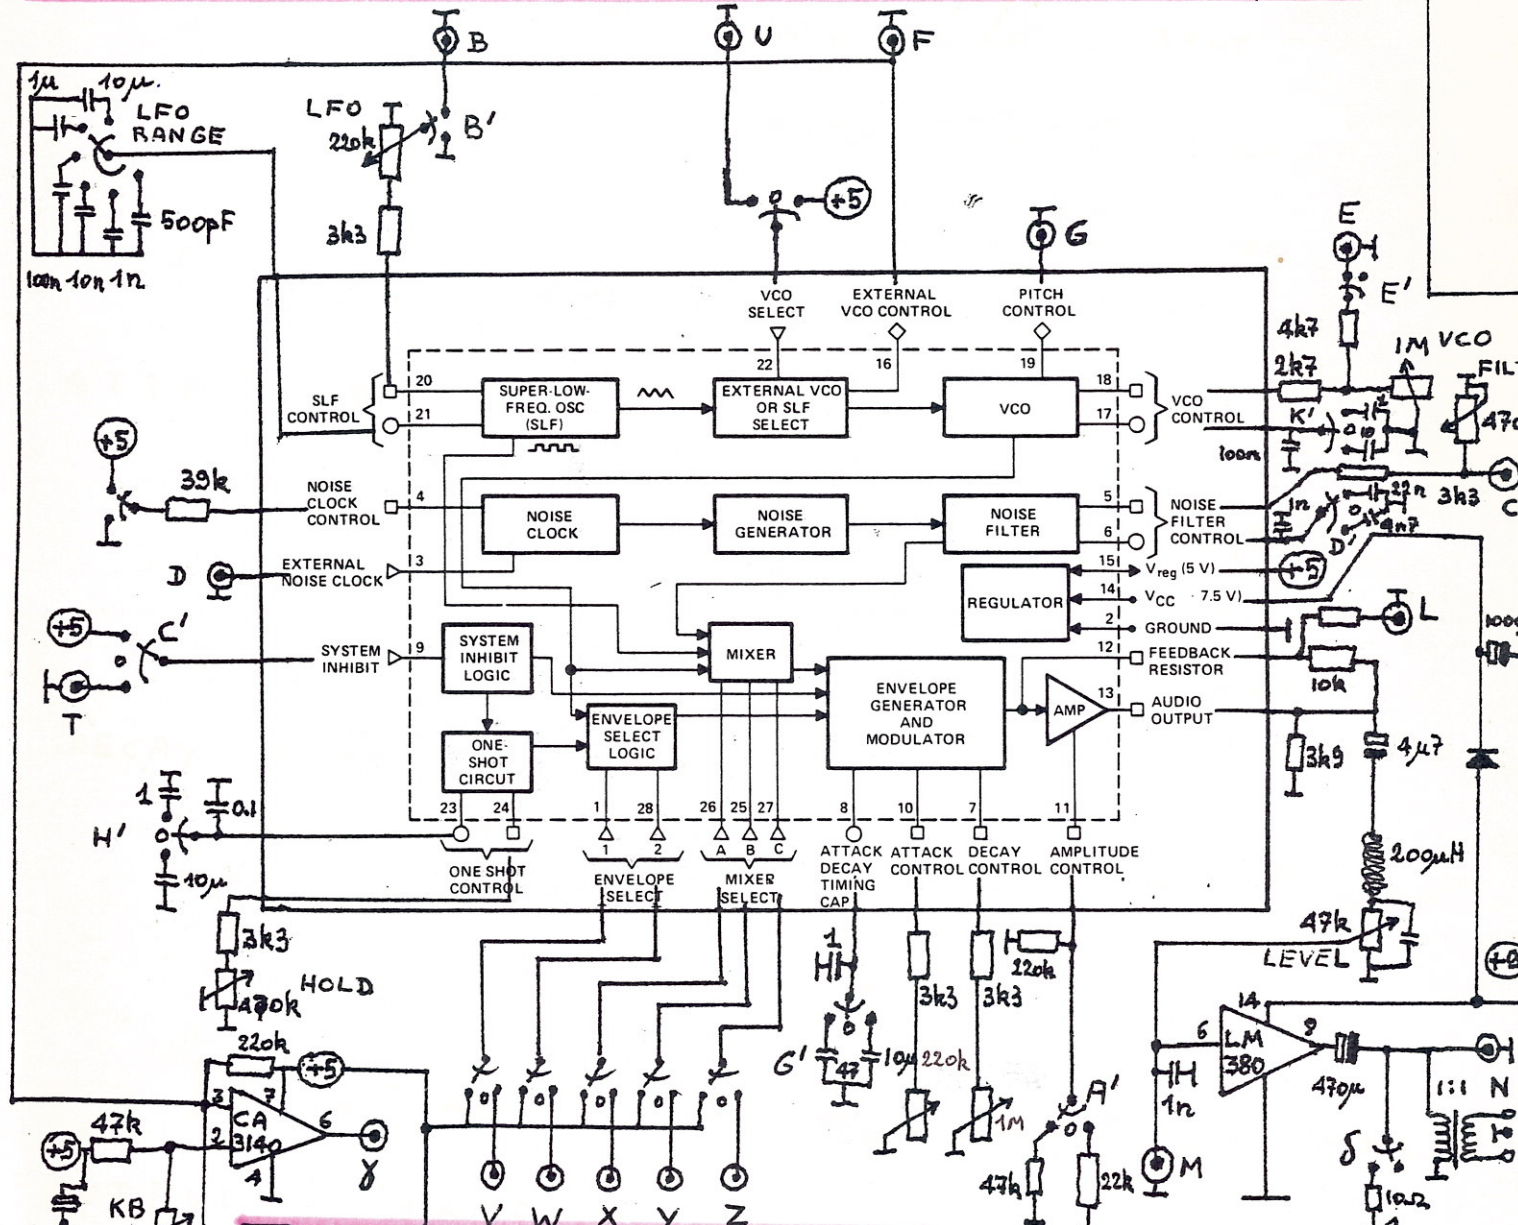 B
U
F
1µ
10µ.
LFO
RANGE
LFO
220k
B'
+5
3k3
500pF
100n 10n 1n
G
E
E'
4k7
2k7
1M VCO
VCO
SELECT
EXTERNAL
VCO CONTROL
PITCH
CONTROL
22
16
19
20
21
SLF
CONTROL
SUPER-LOW-
FREQ. OSC
(SLF)
EXTERNAL VCO
OR SLF
SELECT
VCO
18
17
VCO
CONTROL
K'
100n
3k3
C
+5
39k
NOISE
CLOCK
CONTROL
4
NOISE
CLOCK
NOISE
GENERATOR
NOISE
FILTER
5
6
NOISE
FILTER
CONTROL
1n
22n
4n7
D'
D
EXTERNAL
NOISE CLOCK
3
REGULATOR
15
Vreg (5 V)
+5
14
VCC 7.5 V)
2
GROUND
L
+5
C'
T
SYSTEM
INHIBIT
9
SYSTEM
INHIBIT
LOGIC
MIXER
12
FEEDBACK
RESISTOR
10k
ENVELOPE
GENERATOR
AND
MODULATOR
AMP
13
AUDIO
OUTPUT
ENVELOPE
SELECT
LOGIC
ONE-
SHOT
CIRCUT
3k9
4µ7
1
0.1
H'
10µ
23
24
1
28
26
25
27
8
10
7
11
1
2
A
B
C
ONE SHOT
CONTROL
ENVELOPE
SELECT
MIXER
SELECT
ATTACK
DECAY
TIMING
CAP
ATTACK
CONTROL
DECAY
CONTROL
AMPLITUDE
CONTROL
200µH
47k
LEVEL
3k3
470k
HOLD
1
3k3
3k3
220k
G'
47
10µ
220k
1M
A'
47k
22k
14
6
LM
380
8
470µ
1n
M
1:1
N
δ
10Ω
220k
+5
3
7
CA
3140
6
2
4
γ
+5
47k
KB
V
W
X
Y
Z